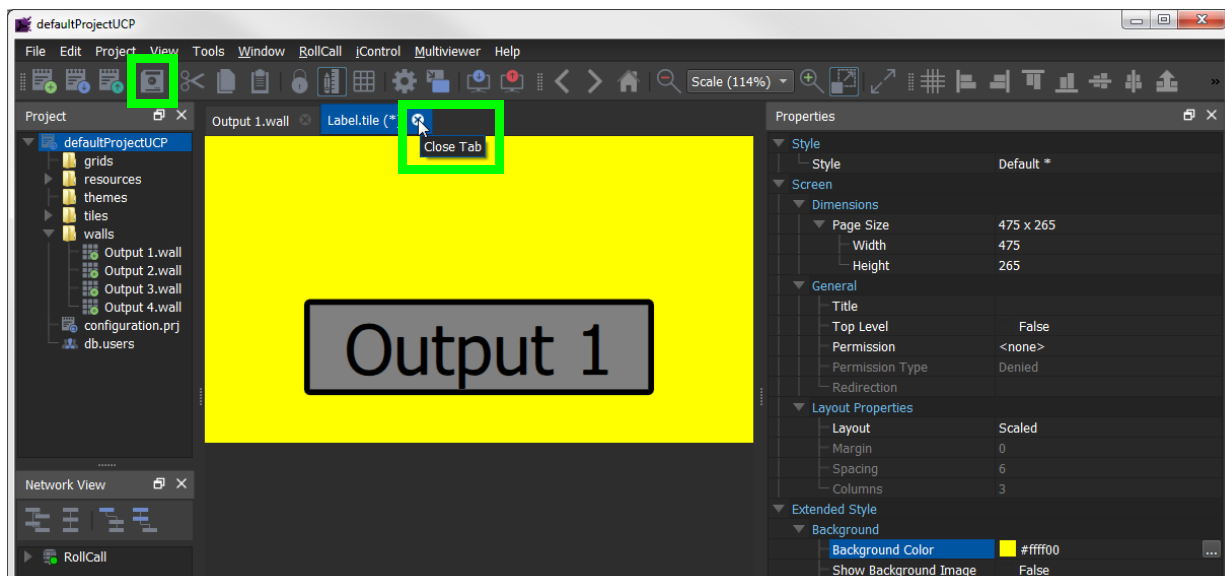 defaultProjectUCP
File Edit Project View Tools Window RollCall iControl Multiviewer Help
Scale (114%)
»
Project
defaultProjectUCP
grids
resources
themes
tiles
walls
Output 1.wall
Output 2.wall
Output 3.wall
Output 4.wall
configuration.prj
db.users
Network View
RollCall
Output 1.wall
Label.tile (*
Close Tab
Output 1
Properties
Style
Style Default *
Screen
Dimensions
Page Size 475 x 265
Width 475
Height 265
General
Title
Top Level False
Permission <none>
Permission Type Denied
Redirection
Layout Properties
Layout Scaled
Margin 0
Spacing 6
Columns 3
Extended Style
Background
Background Color #ffff00 ...
Show Background Image False